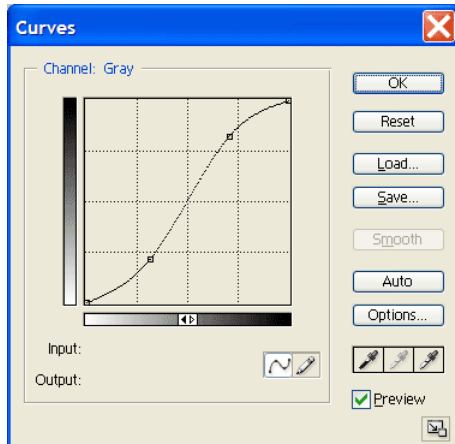 Curves
Channel: Gray
OK
Reset
Load...
Save...
Smooth
Auto
Options...
Input:
Output:
Preview